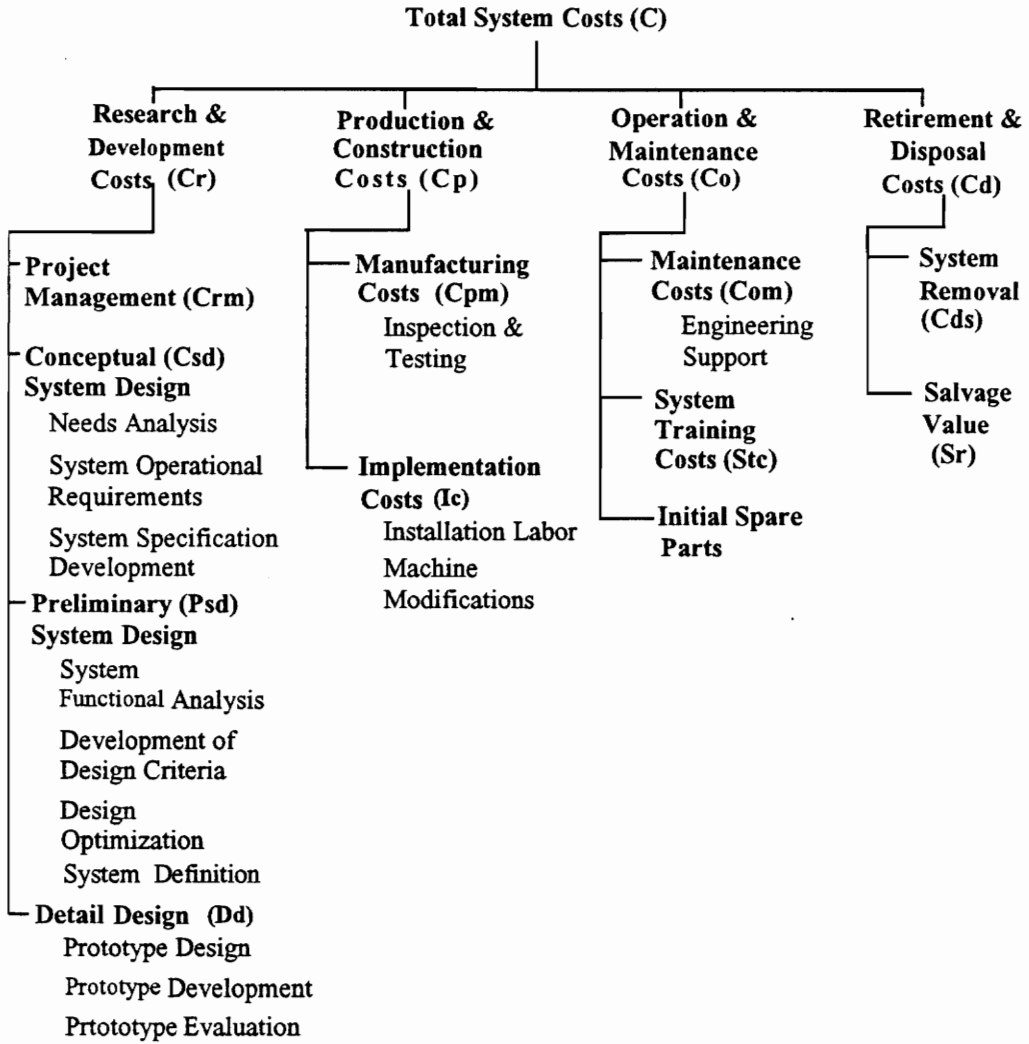 Total System Costs (C)
Research &
Development
Costs (Cr)
Production &
Construction
Costs (Cp)
Operation &
Maintenance
Costs (Co)
Retirement &
Disposal
Costs (Cd)
Project
Management (Crm)
Conceptual (Csd)
System Design
Needs Analysis
System Operational
Requirements
System Specification
Development
Preliminary (Psd)
System Design
System
Functional Analysis
Development of
Design Criteria
Design
Optimization
System Definition
Detail Design (Dd)
Prototype Design
Prototype Development
Prtototype Evaluation
Manufacturing
Costs (Cpm)
Inspection &
Testing
Implementation
Costs (Ic)
Installation Labor
Machine
Modifications
Maintenance
Costs (Com)
Engineering
Support
System
Training
Costs (Stc)
Initial Spare
Parts
System
Removal
(Cds)
Salvage
Value
(Sr)